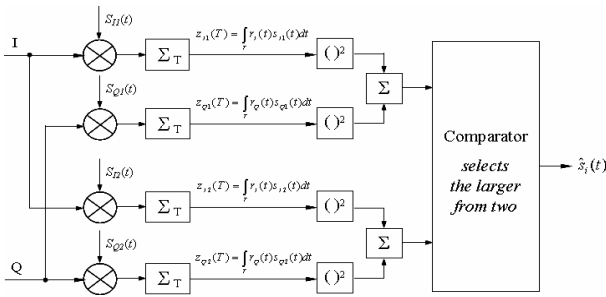 S_{I1}(t)
I
Σ_T
z_{i1}(T) = ∫_T r_i(t)s_{i1}(t)dt
( )²
S_{Q1}(t)
Σ_T
z_{Q1}(T) = ∫_T r_Q(t)s_{Q1}(t)dt
( )²
Σ
S_{I2}(t)
Σ_T
z_{i2}(T) = ∫_T r_i(t)s_{i2}(t)dt
( )²
S_{Q2}(t)
Q
Σ_T
z_{Q2}(T) = ∫_T r_Q(t)s_{Q2}(t)dt
( )²
Σ
Comparator
selects
the larger
from two
ŝ_i(t)